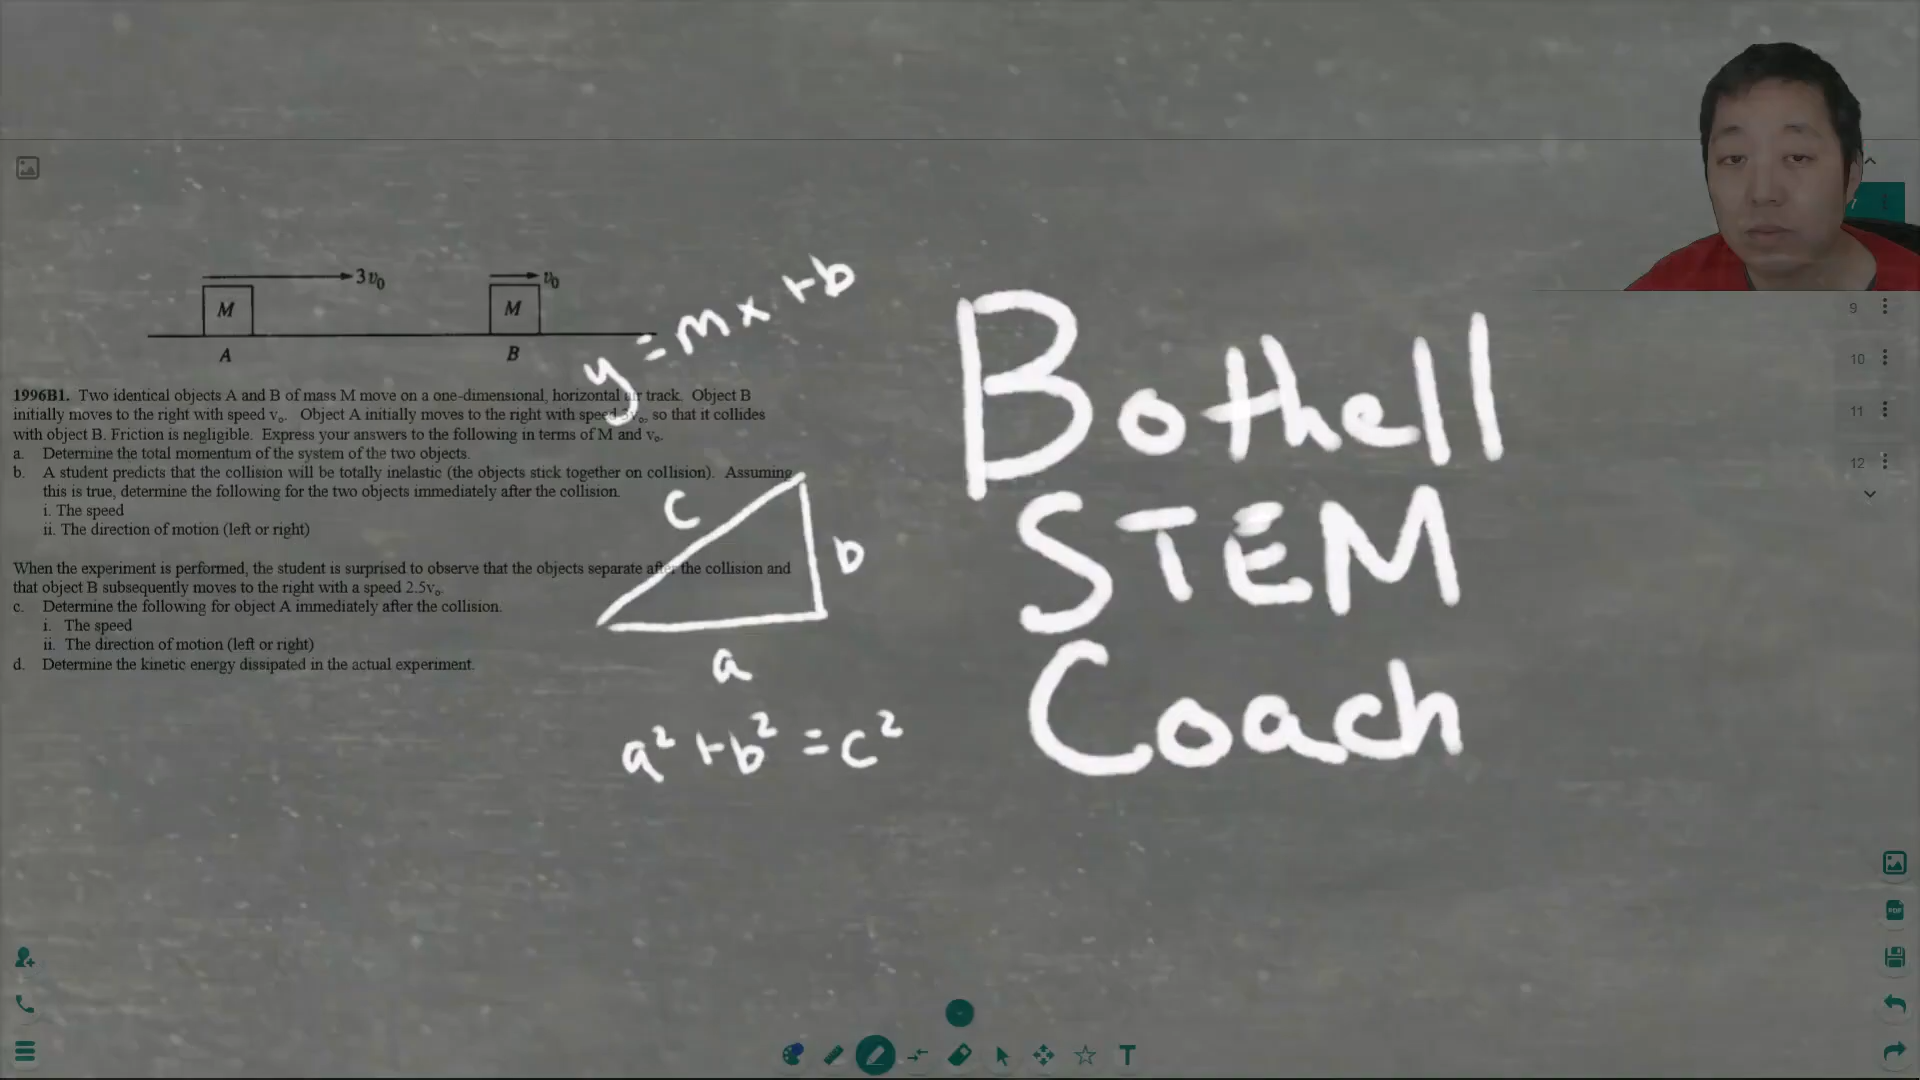 3v₀
v₀
M
M
A
B
y = mx + b
1996B1. Two identical objects A and B of mass M move on a one-dimensional, horizontal air track. Object B
initially moves to the right with speed vₒ. Object A initially moves to the right with speed 3vₒ, so that it collides
with object B. Friction is negligible. Express your answers to the following in terms of M and vₒ.
a. Determine the total momentum of the system of the two objects.
b. A student predicts that the collision will be totally inelastic (the objects stick together on collision). Assuming
this is true, determine the following for the two objects immediately after the collision.
i. The speed
ii. The direction of motion (left or right)
When the experiment is performed, the student is surprised to observe that the objects separate after the collision and
that object B subsequently moves to the right with a speed 2.5vₒ.
c. Determine the following for object A immediately after the collision.
i. The speed
ii. The direction of motion (left or right)
d. Determine the kinetic energy dissipated in the actual experiment.
c
b
a
a² + b² = c²
Bothell
STEM
Coach
7
9
10
11
12
PDF
T